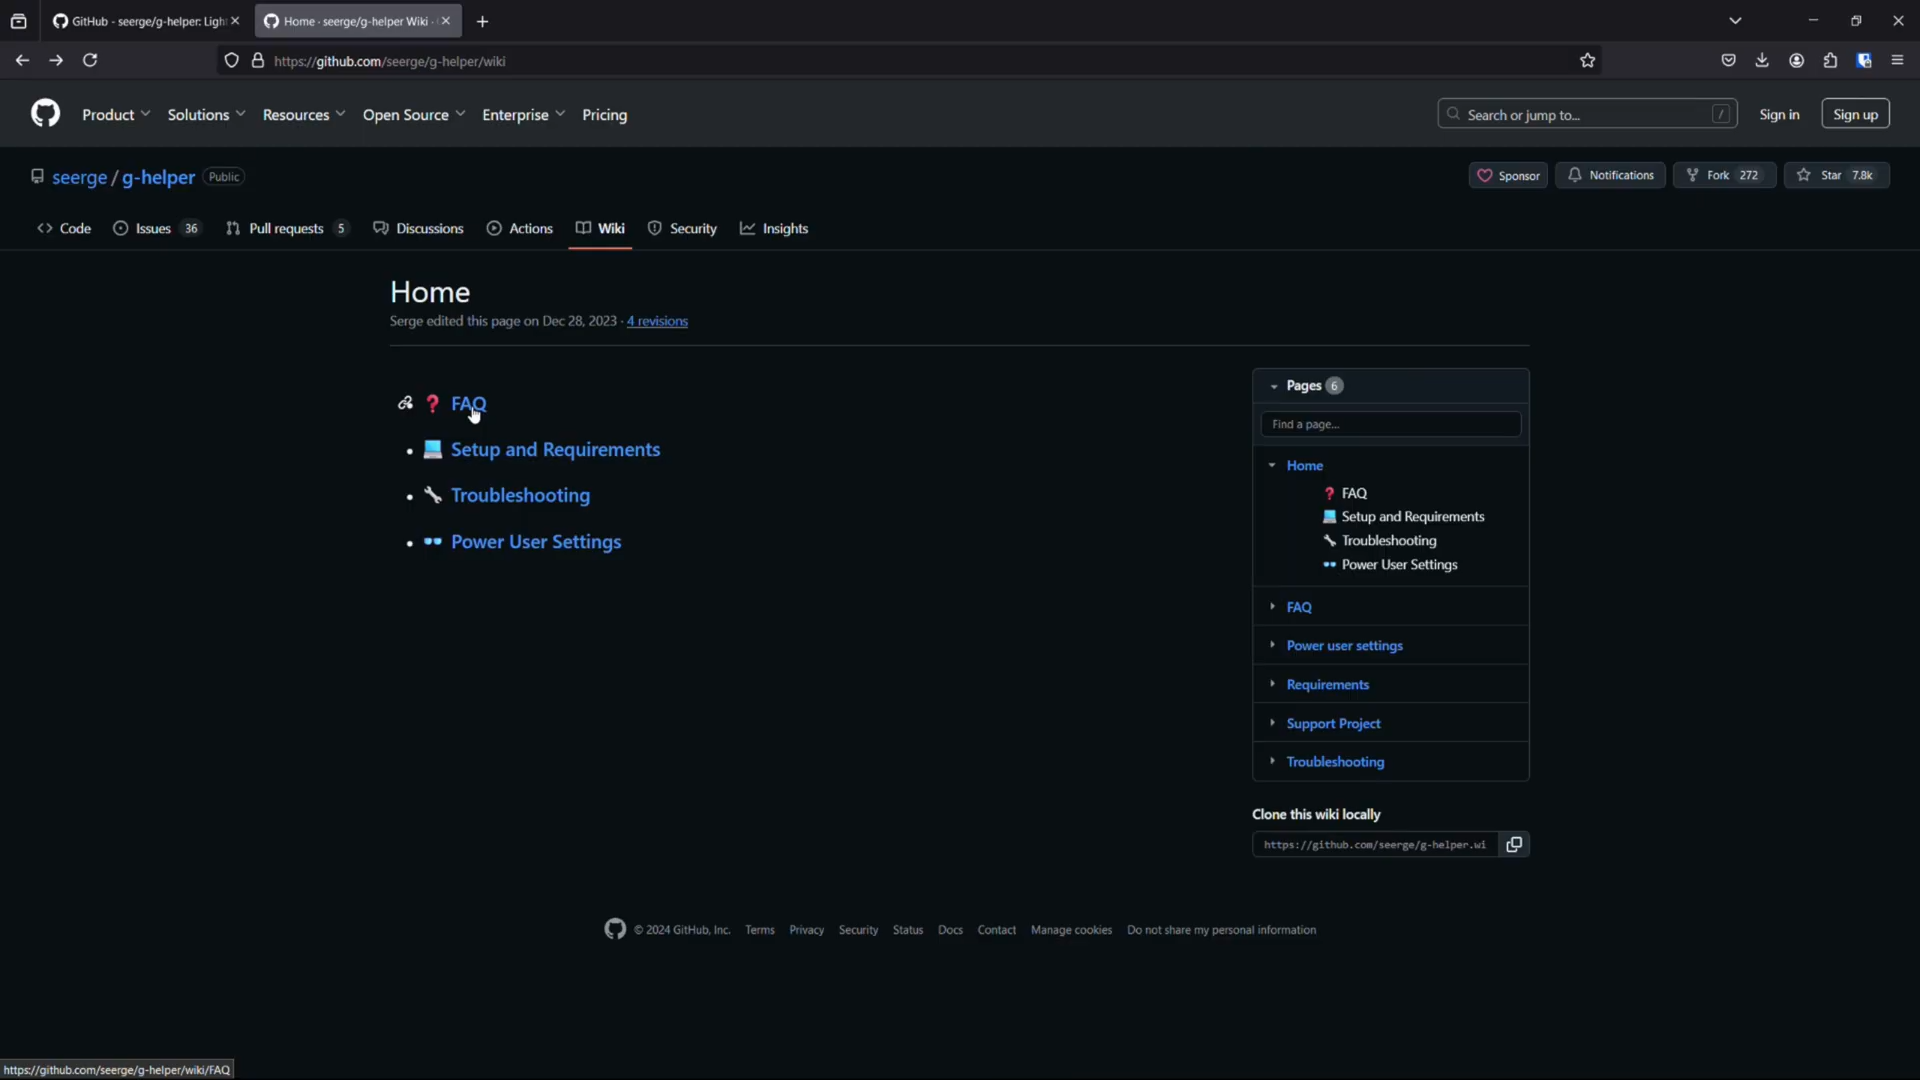 GitHub - seerge/g-helper: Ligh
Home · seerge/g-helper Wiki ·
https://github.com/seerge/g-helper/wiki
Product
Solutions
Resources
Open Source
Enterprise
Pricing
Search or jump to...
/
Sign in
Sign up
seerge / g-helper
Public
Sponsor
Notifications
Fork 272
Star 7.8k
Code
Issues 36
Pull requests 5
Discussions
Actions
Wiki
Security
Insights
Home
Serge edited this page on Dec 28, 2023 · 4 revisions
❓ FAQ
• 💻 Setup and Requirements
• 🔧 Troubleshooting
• 🕶 Power User Settings
Pages 6
Find a page...
Home
❓ FAQ
💻 Setup and Requirements
🔧 Troubleshooting
🕶 Power User Settings
FAQ
Power user settings
Requirements
Support Project
Troubleshooting
Clone this wiki locally
https://github.com/seerge/g-helper.wi
© 2024 GitHub, Inc.
Terms
Privacy
Security
Status
Docs
Contact
Manage cookies
Do not share my personal information
https://github.com/seerge/g-helper/wiki/FAQ